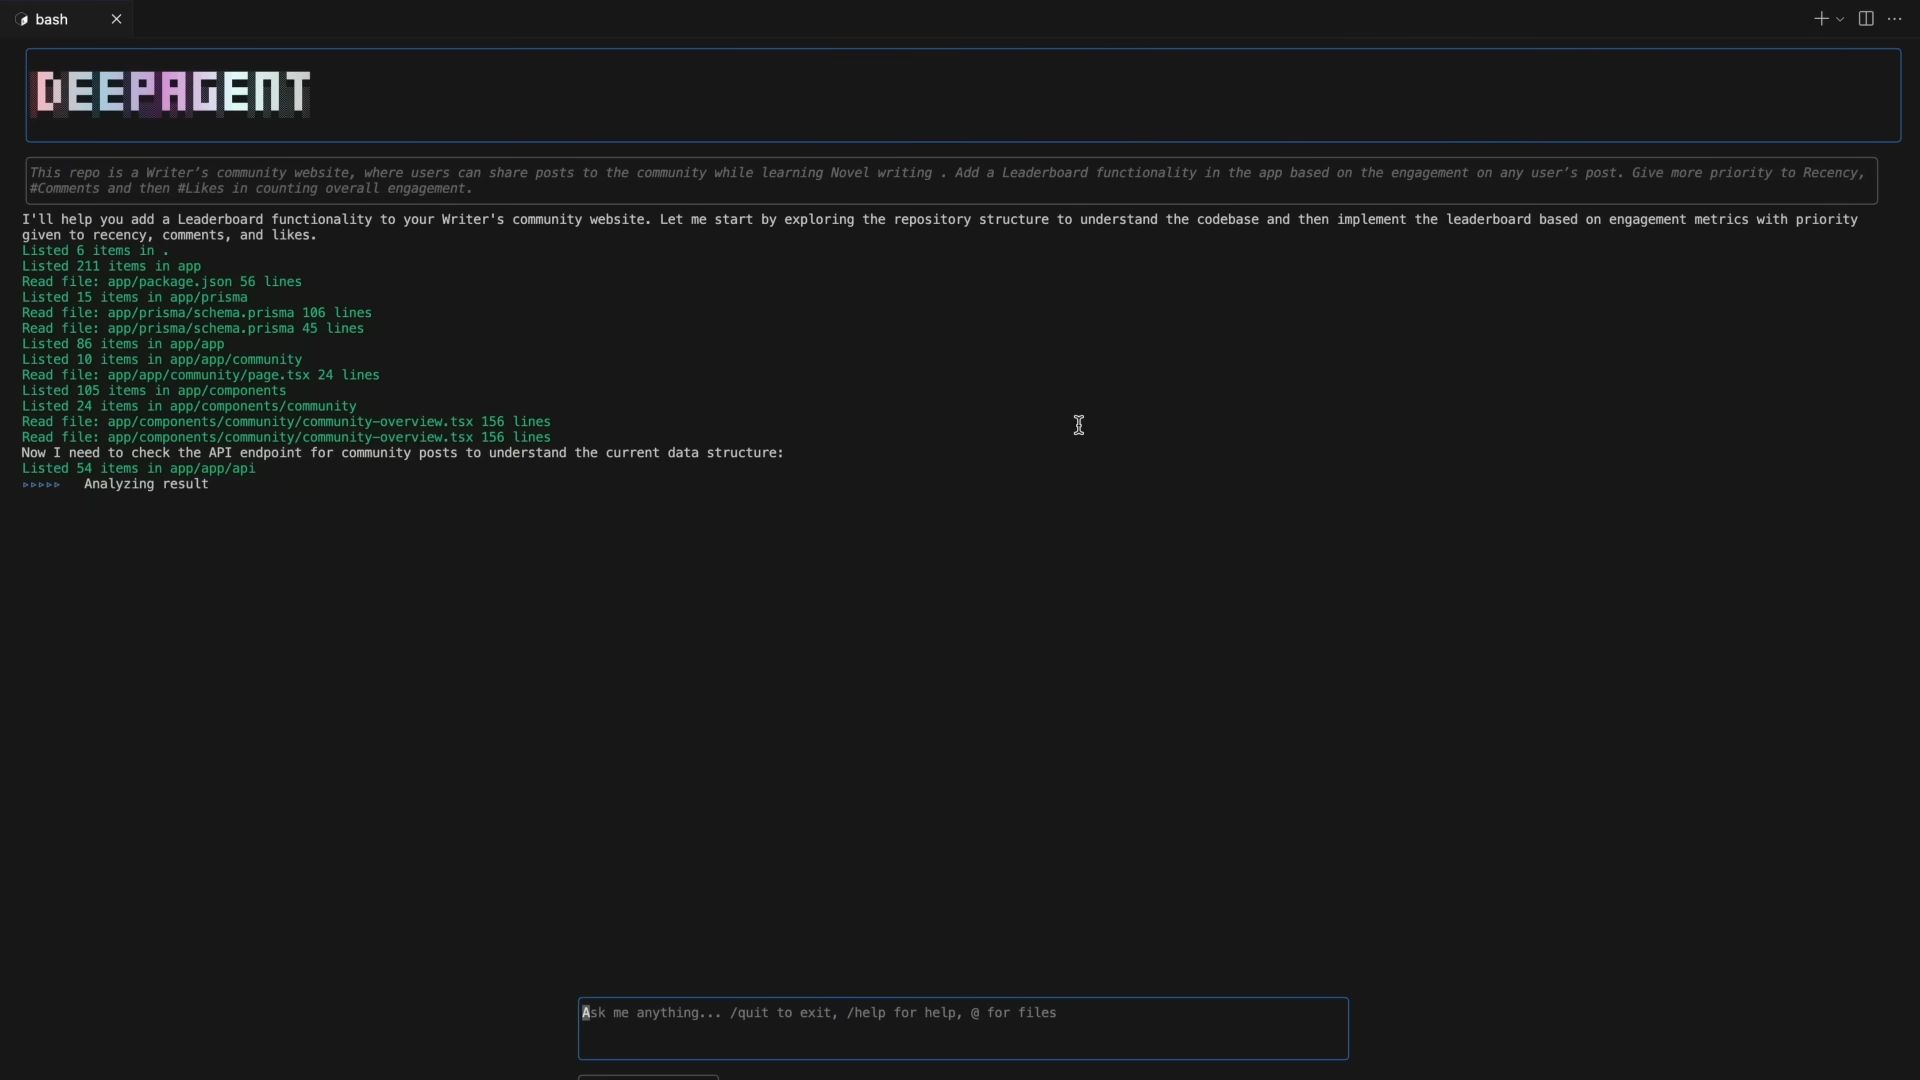 bash
DEEPAGENT
This repo is a Writer's community website, where users can share posts to the community while learning Novel writing . Add a Leaderboard functionality in the app based on the engagement on any user's post. Give more priority to Recency,
#Comments and then #Likes in counting overall engagement.
I'll help you add a Leaderboard functionality to your Writer's community website. Let me start by exploring the repository structure to understand the codebase and then implement the leaderboard based on engagement metrics with priority
given to recency, comments, and likes.
Listed 6 items in .
Listed 211 items in app
Read file: app/package.json 56 lines
Listed 15 items in app/prisma
Read file: app/prisma/schema.prisma 106 lines
Read file: app/prisma/schema.prisma 45 lines
Listed 86 items in app/app
Listed 10 items in app/app/community
Read file: app/app/community/page.tsx 24 lines
Listed 105 items in app/components
Listed 24 items in app/components/community
Read file: app/components/community/community-overview.tsx 156 lines
Read file: app/components/community/community-overview.tsx 156 lines
Now I need to check the API endpoint for community posts to understand the current data structure:
Listed 54 items in app/app/api
▹▹▹▹▹ Analyzing result
Ask me anything... /quit to exit, /help for help, @ for files